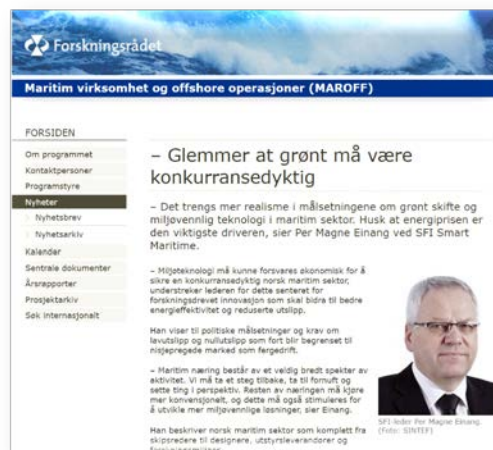 Forskningsrådet
Maritim virksomhet og offshore operasjoner (MAROFF)
FORSIDEN
Om programmet
Kontaktpersoner
Programstyre
Nyheter
Nyhetsbrev
Nyhetsarkiv
Kalender
Sentrale dokumenter
Årsrapporter
Prosjektarkiv
Søk internasjonalt
– Glemmer at grønt må være
konkurransedyktig
– Det trengs mer realisme i målsetningene om grønt skifte og
miljøvennlig teknologi i maritim sektor. Husk at energiprisen er
den viktigste driveren, sier Per Magne Einang ved SFI Smart
Maritime.
– Miljøteknologi må kunne forsvares økonomisk for å
sikre en konkurransedyktig norsk maritim sektor,
understreker lederen for dette senteret for
forskningsdrevet innovasjon som skal bidra til bedre
energieffektivitet og reduserte utslipp.
Han viser til politiske målsetninger og krav om
lavutslipp og nullutslipp som fort blir begrenset til
nisjepregede marked som fergedrift.
– Maritim næring består av et veldig bredt spekter av
aktivitet. Vi må ta et steg tilbake, ta til fornuft og
sette ting i perspektiv. Resten av næringen må kjøre
mer konvensjonelt, og dette må også stimuleres for
å utvikle mer miljøvennlige løsninger, sier Einang.
Han beskriver norsk maritim sektor som komplett fra
skipsredere til designere, utstyrsleverandører og
SFI-leder Per Magne Einang.
(Foto: SINTEF)